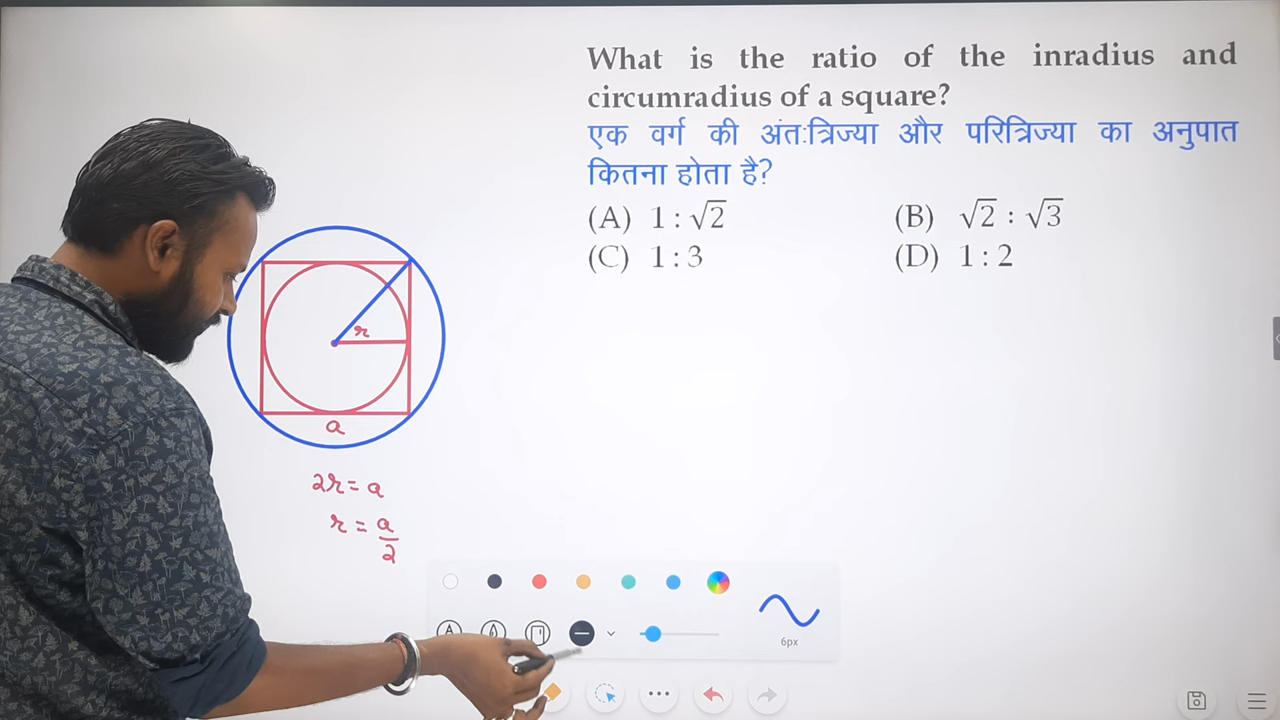 What is the ratio of the inradius and
circumradius of a square?
एक वर्ग की अंतःत्रिज्या और परित्रिज्या का अनुपात
कितना होता है?
(A) 1 : √2 (B) √2 : √3
(C) 1 : 3 (D) 1 : 2
r
a
2r = a
r = a/2
A
6px